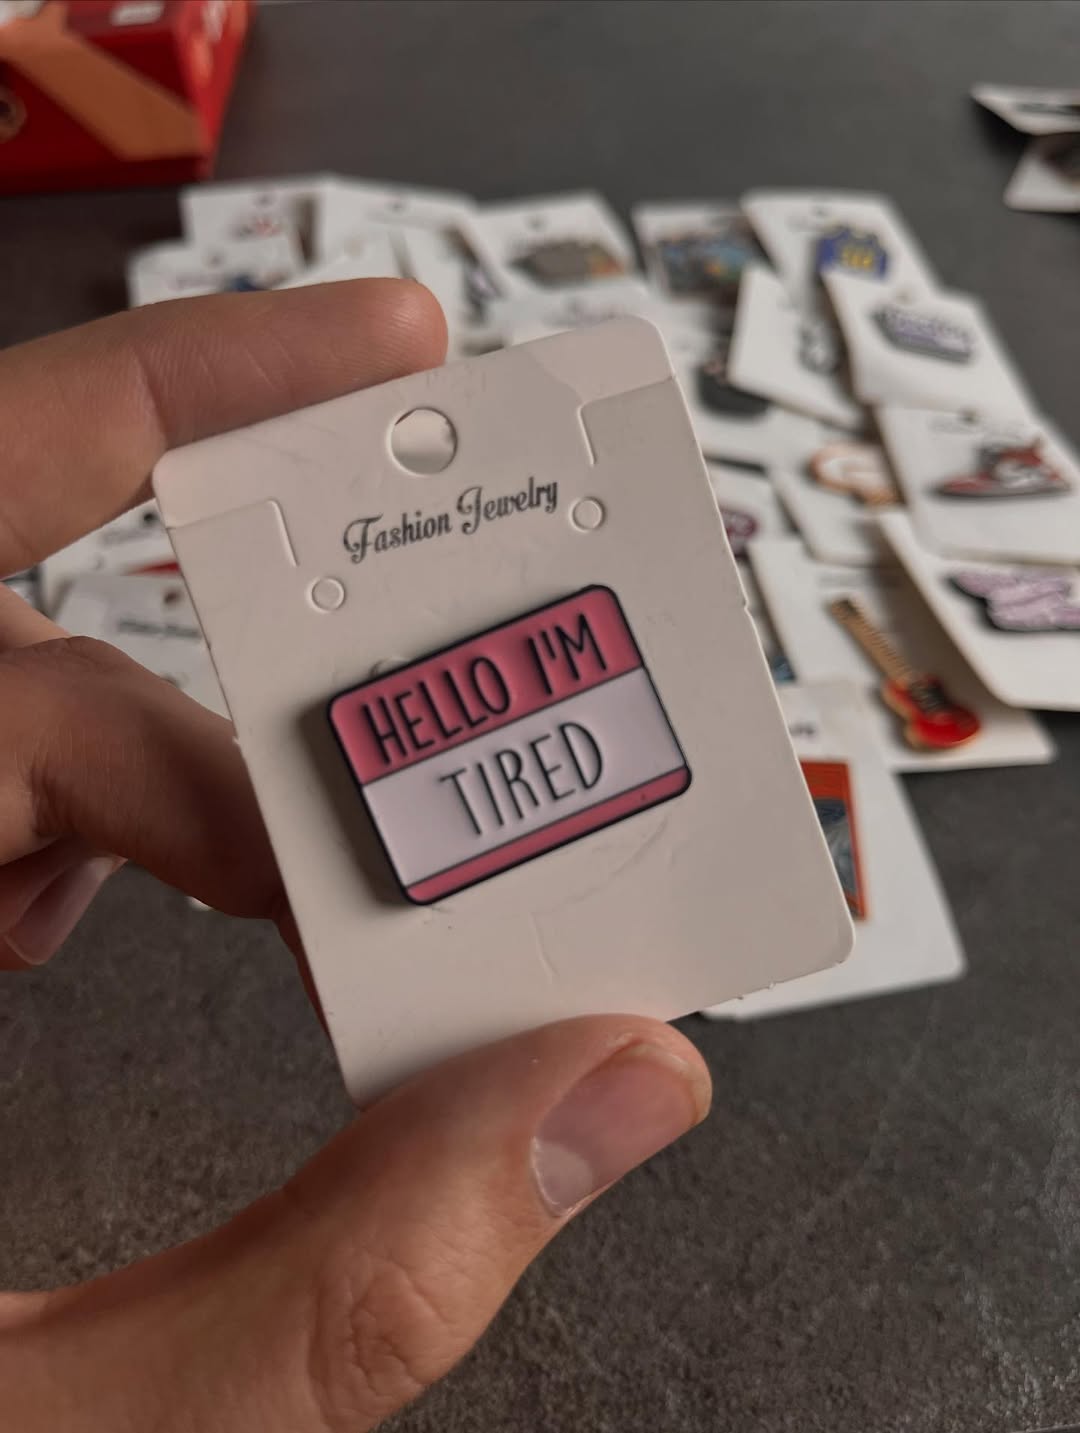 Fashion Jewelry
HELLO I'M
TIRED